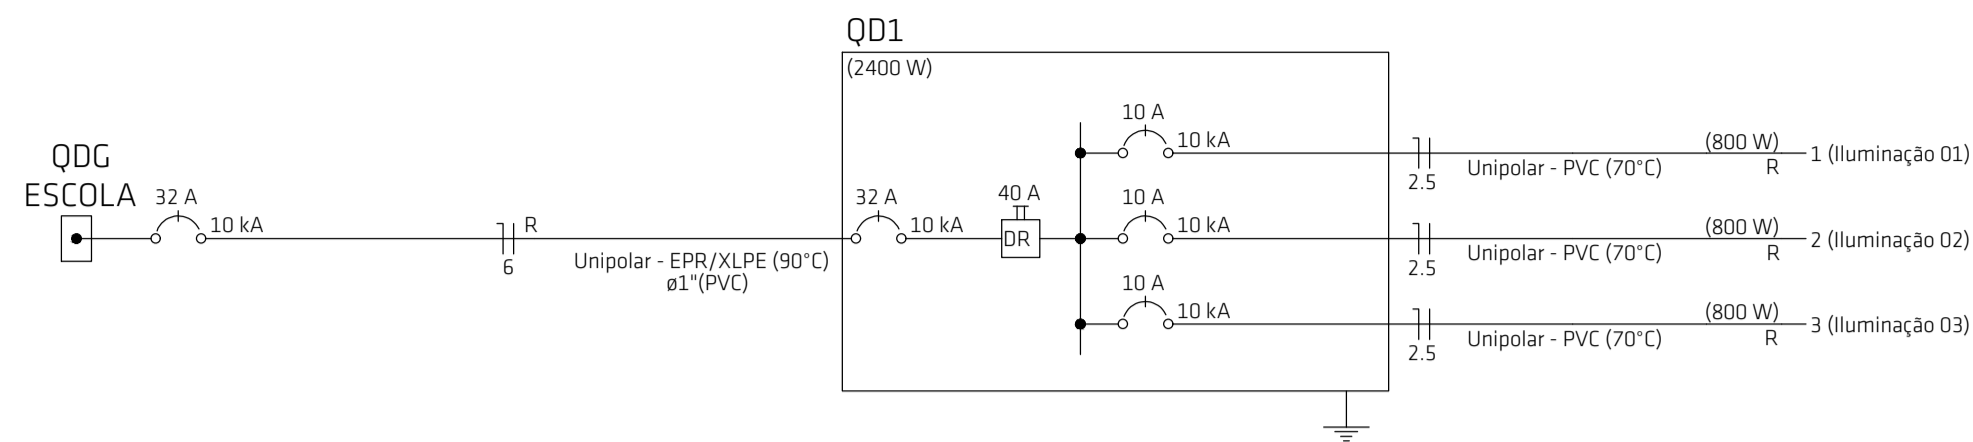 QD1
(2400 W)
QDG
ESCOLA
32 A
10 kA
R
6
Unipolar - EPR/XLPE (90°C)
ø1"(PVC)
32 A
10 kA
40 A
DR
10 A
10 kA
2.5
Unipolar - PVC (70°C)
(800 W)
R
1 (Iluminação 01)
10 A
10 kA
2.5
Unipolar - PVC (70°C)
(800 W)
R
2 (Iluminação 02)
10 A
10 kA
2.5
Unipolar - PVC (70°C)
(800 W)
R
3 (Iluminação 03)